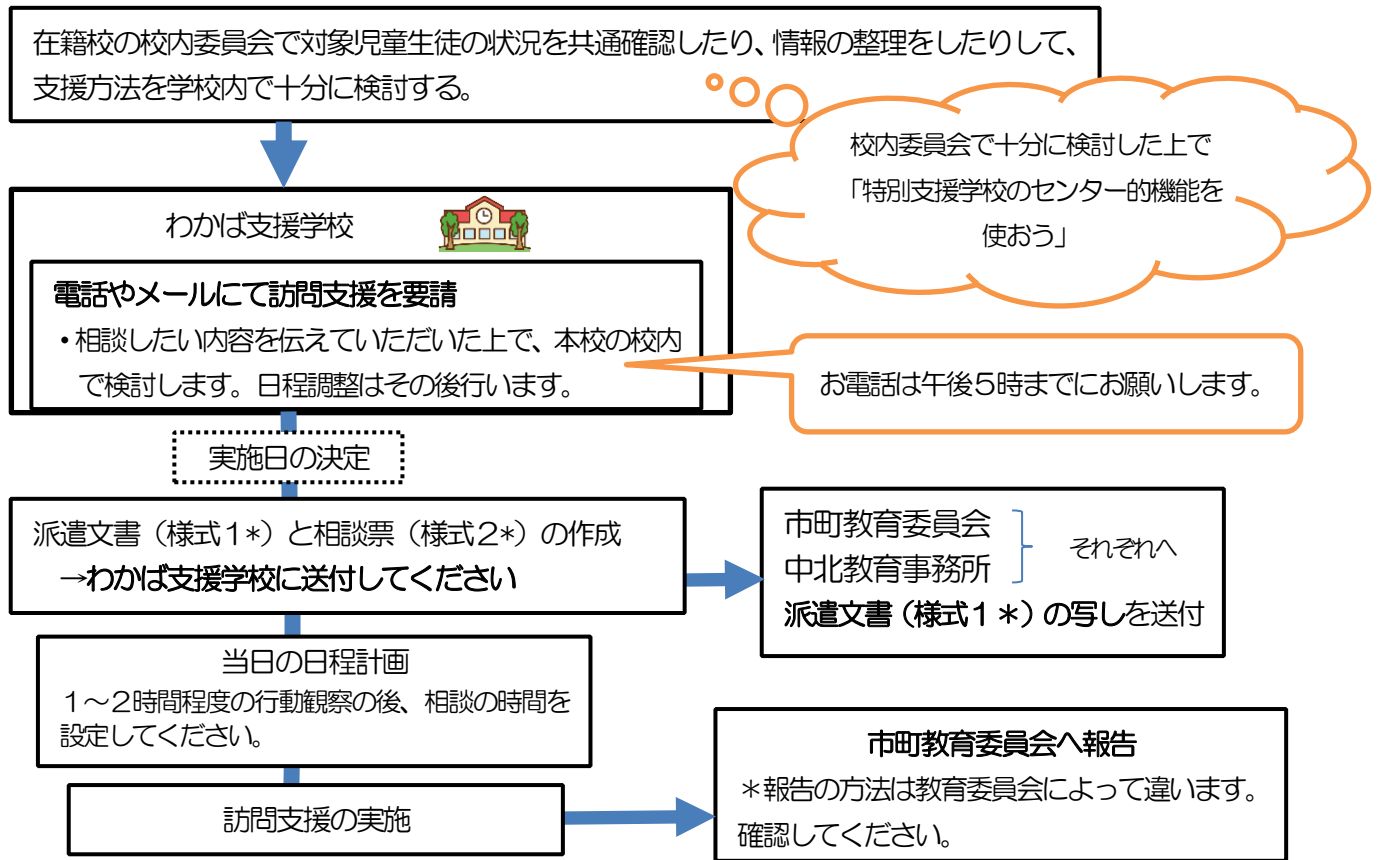 在籍校の校内委員会で対象児童生徒の状況を共通確認したり、情報の整理をしたりして、
支援方法を学校内で十分に検討する。
校内委員会で十分に検討した上で
「特別支援学校のセンター的機能を
使おう」
わかば支援学校
電話やメールにて訪問支援を要請
・相談したい内容を伝えていただいた上で、本校の校内
で検討します。日程調整はその後行います。
お電話は午後5時までにお願いします。
実施日の決定
派遣文書（様式1*）と相談票（様式2*）の作成
→わかば支援学校に送付してください
市町教育委員会
中北教育事務所
それぞれへ
派遣文書（様式1＊）の写しを送付
当日の日程計画
1～2時間程度の行動観察の後、相談の時間を
設定してください。
訪問支援の実施
市町教育委員会へ報告
＊報告の方法は教育委員会によって違います。
確認してください。